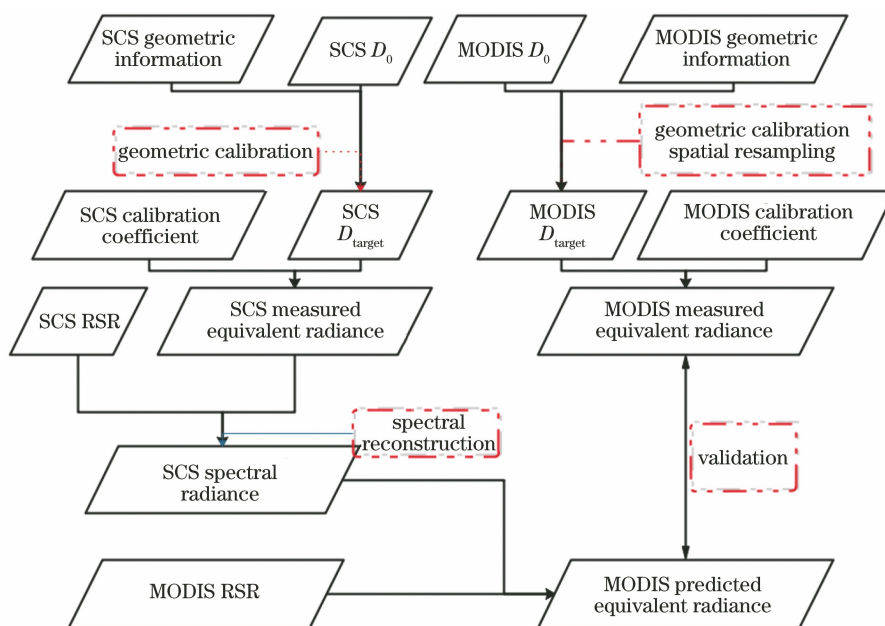 SCS geometric
information
SCS D₀
MODIS D₀
MODIS geometric
information
geometric calibration
geometric calibration
spatial resampling
SCS calibration
coefficient
SCS
D_target
MODIS
D_target
MODIS calibration
coefficient
SCS RSR
SCS measured
equivalent radiance
MODIS measured
equivalent radiance
spectral
reconstruction
SCS spectral
radiance
validation
MODIS RSR
MODIS predicted
equivalent radiance